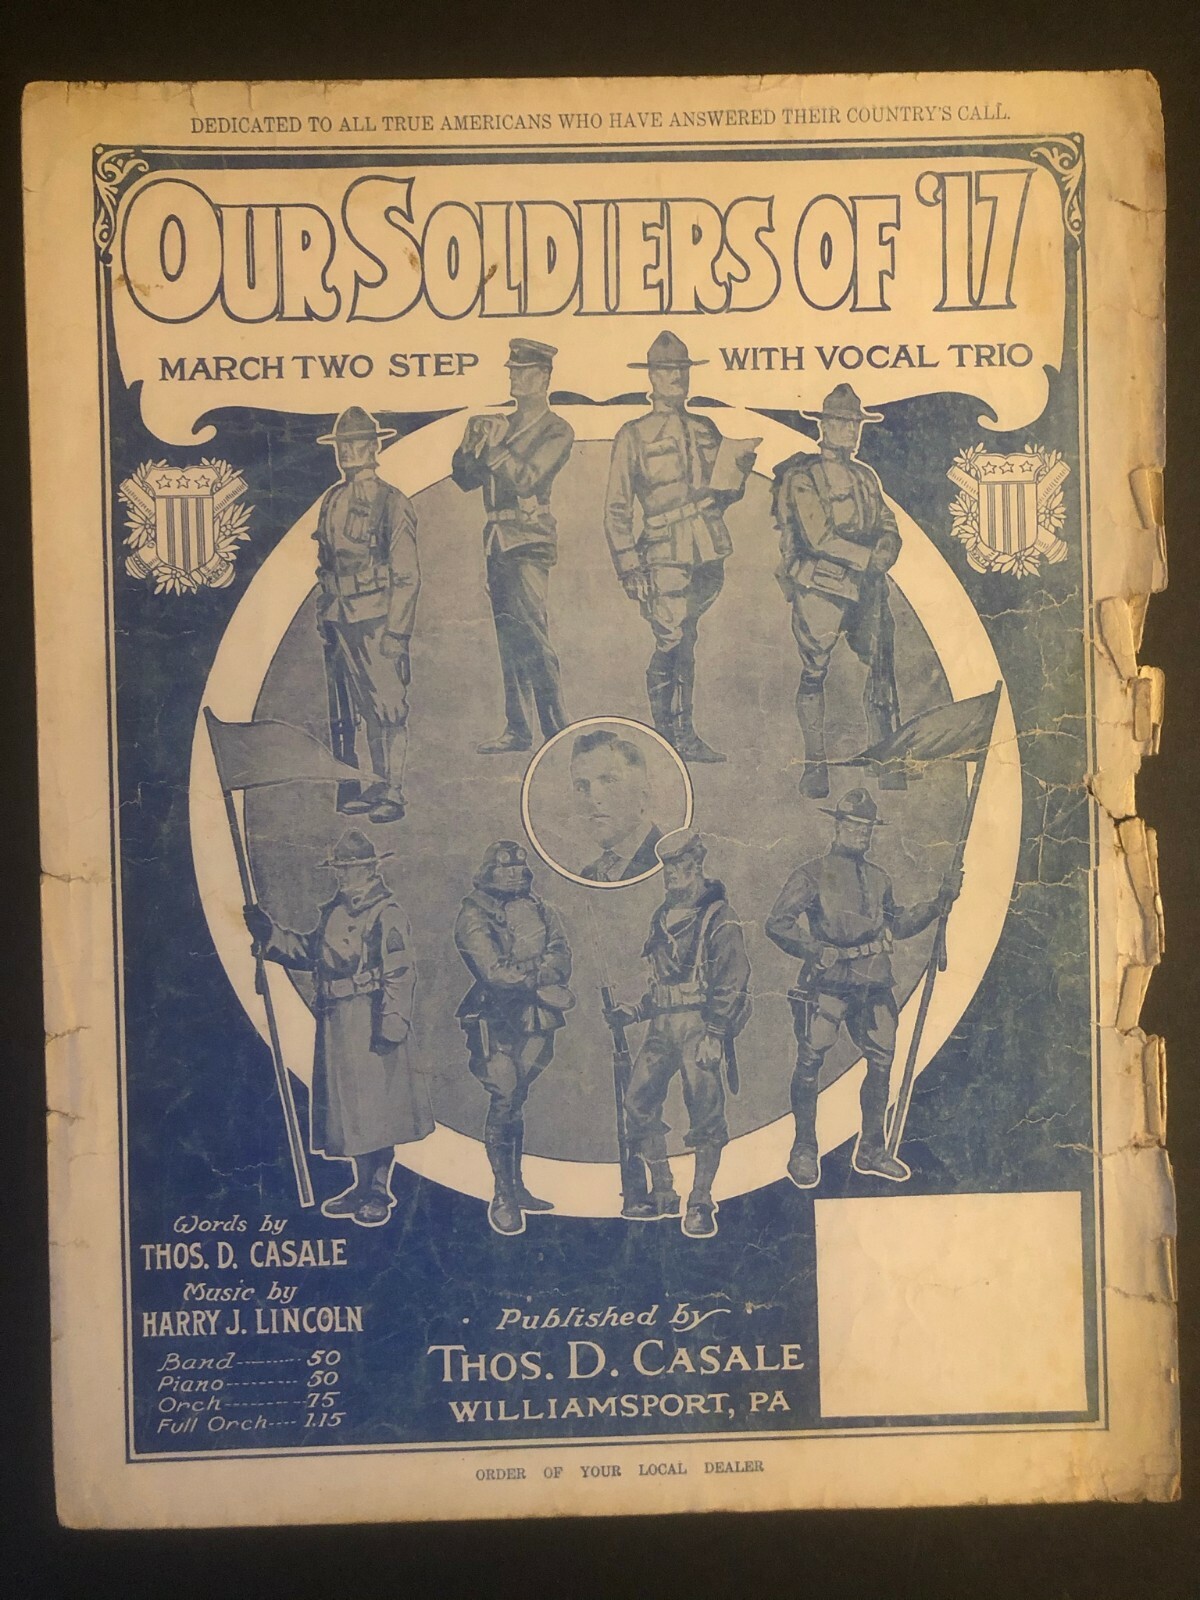 DEDICATED TO ALL TRUE AMERICANS WHO HAVE ANSWERED THEIR COUNTRY'S CALL.
OUR SOLDIERS OF '17
MARCH TWO STEP WITH VOCAL TRIO
Words by
THOS. D. CASALE
Music by
HARRY J. LINCOLN
Band---------- 50
Piano--------- 50
Orch---------75
Full Orch---- 1.15
Published by
THOS. D. CASALE
WILLIAMSPORT, PA
ORDER OF YOUR LOCAL DEALER